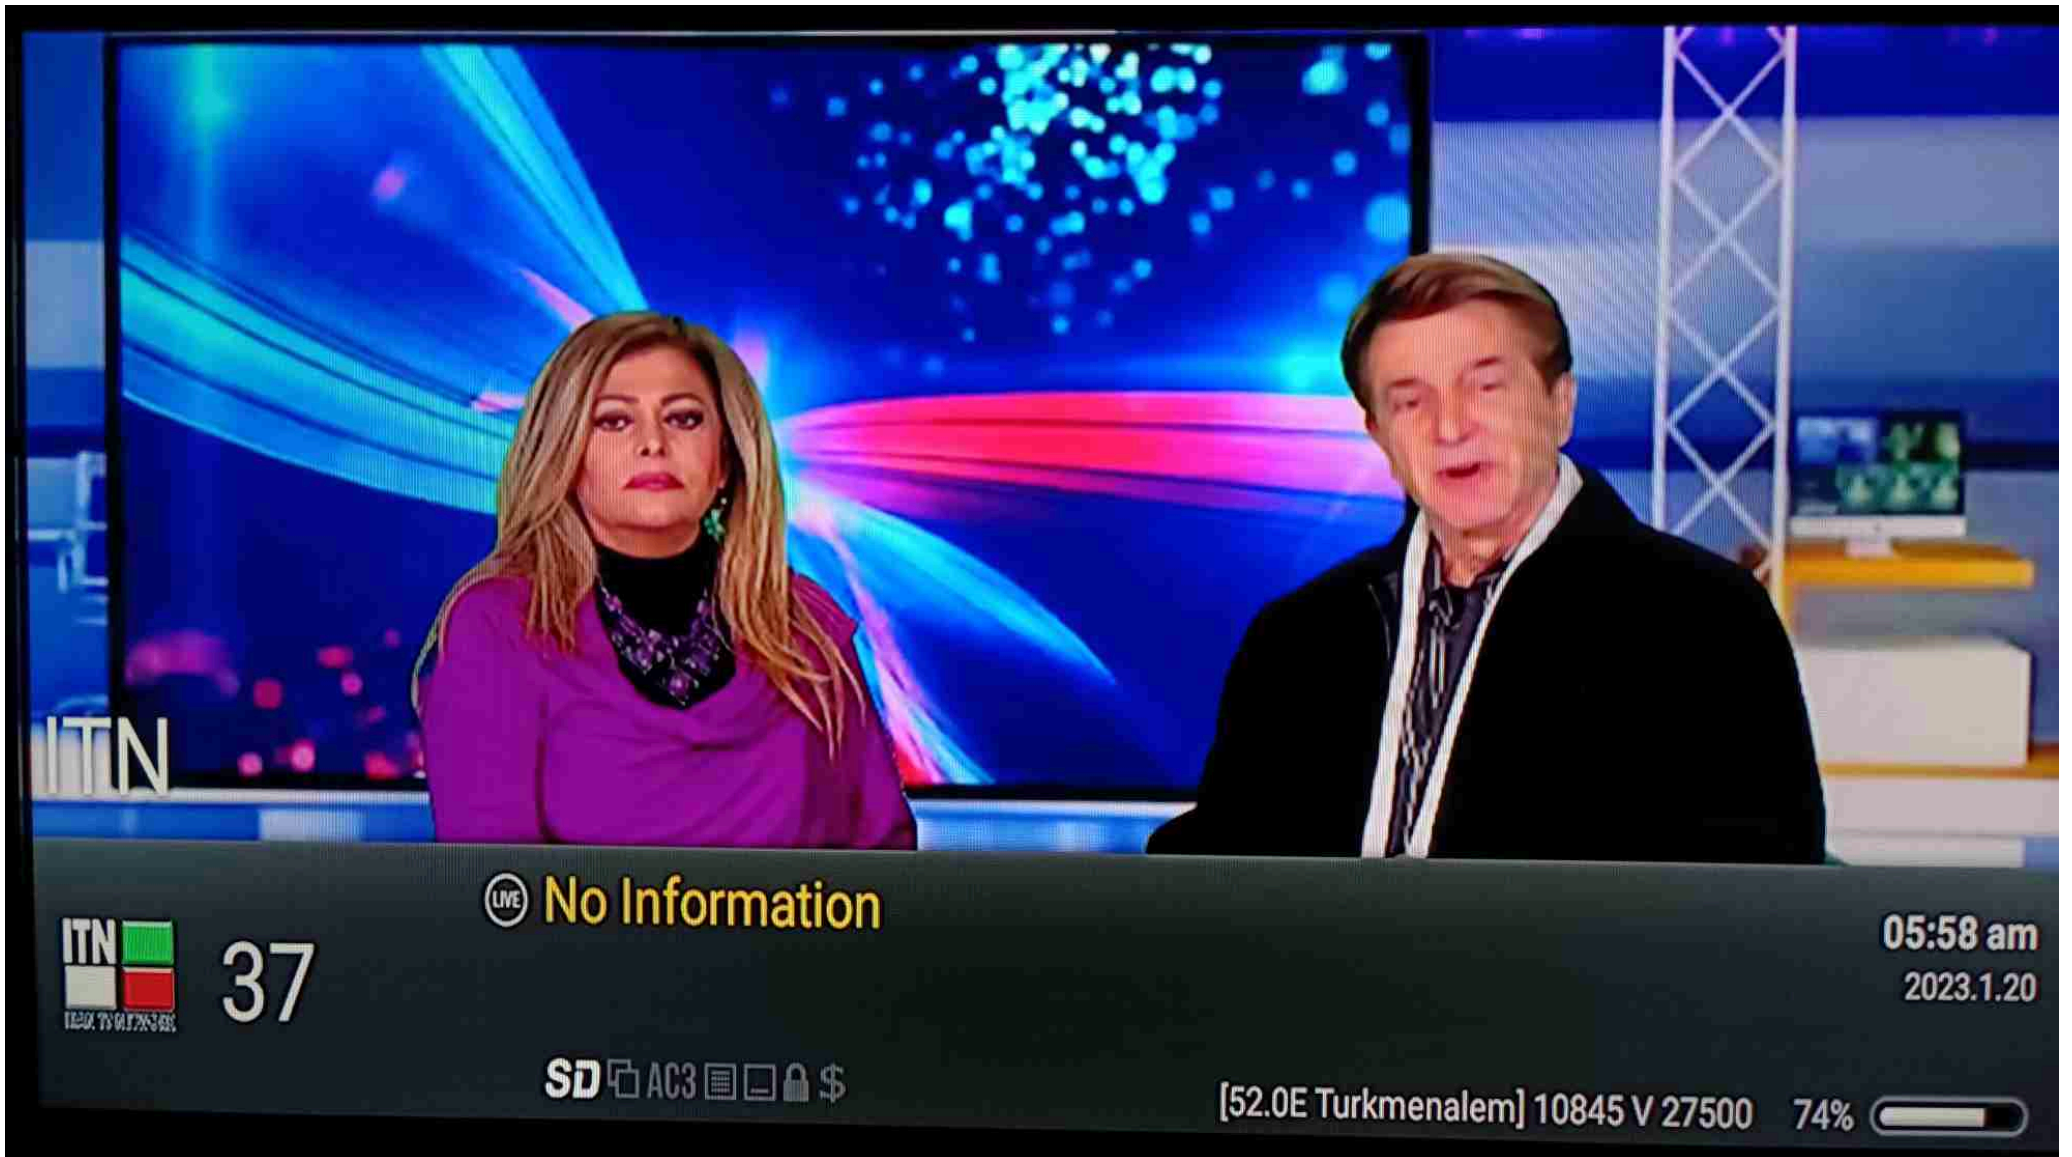 ITN
LIVE No Information
ITN
37
05:58 am
2023.1.20
SD AC3 $
[52.0E Turkmenalem] 10845 V 27500 74%